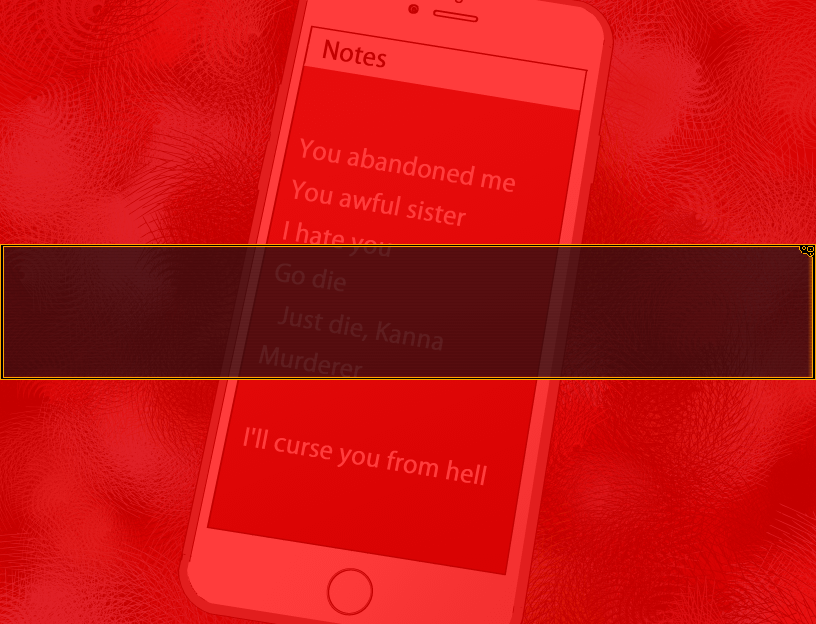 Notes
You abandoned me
You awful sister
I hate you
Go die
Just die, Kanna
Murderer
I'll curse you from hell